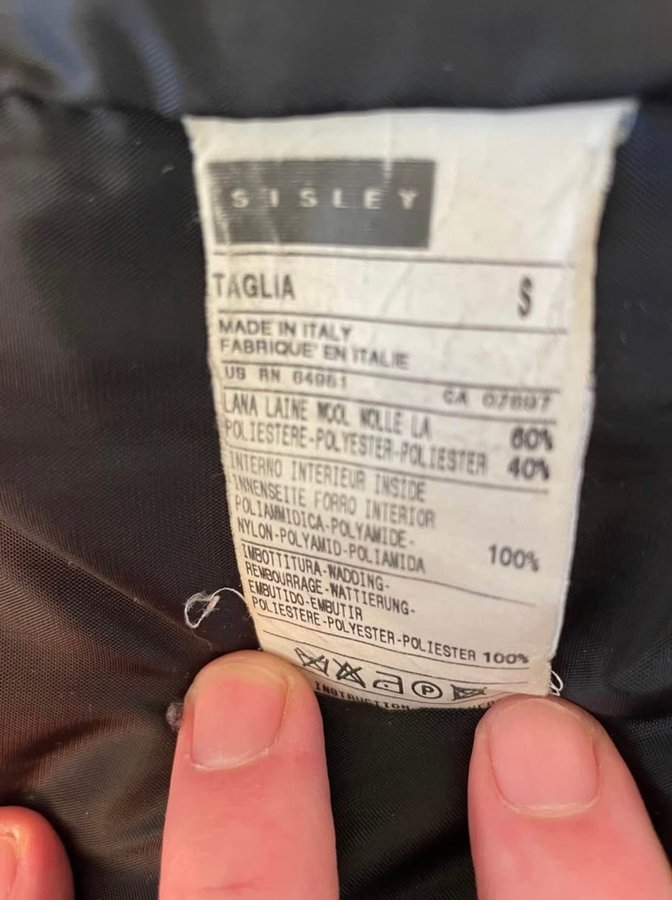 SISLEY
TAGLIA S
MADE IN ITALY
FABRIQUE' EN ITALIE
US RN 64961 CA 07897
LANA LAINE WOOL WOLLE LA 60%
POLIESTERE-POLYESTER-POLIESTER 40%
INTERNO INTERIEUR INSIDE
INNENSEITE FORRO INTERIOR
POLIAMMIDICA-POLYAMIDE-
NYLON-POLYAMID-POLIAMIDA 100%
IMBOTTITURA-WADDING-
REMBOURRAGE-WATTIERUNG-
EMBUTIDO-EMBUTIR
POLIESTERE-POLYESTER-POLIESTER 100%
P
INSTRUCTION